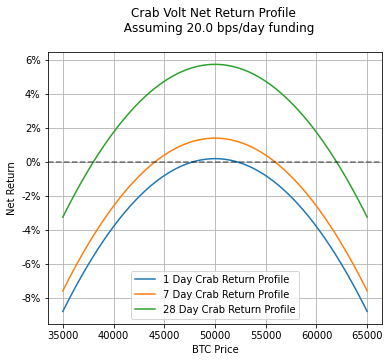 Crab Volt Net Return Profile
Assuming 20.0 bps/day funding
6%
4%
2%
0%
-2%
-4%
-6%
-8%
Net Return
1 Day Crab Return Profile
7 Day Crab Return Profile
28 Day Crab Return Profile
35000 40000 45000 50000 55000 60000 65000
BTC Price